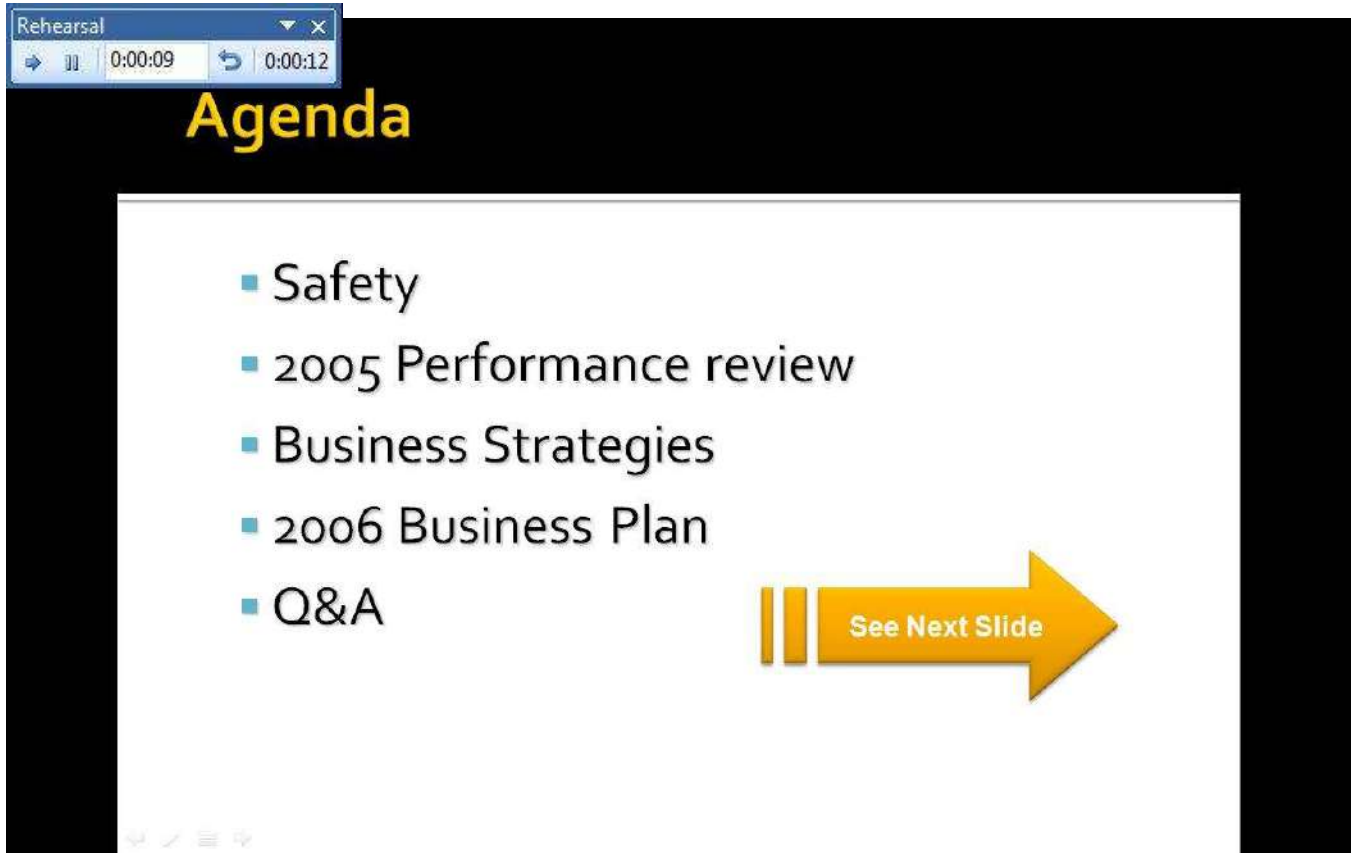 Rehearsal
0:00:09 0:00:12
Agenda
Safety
2005 Performance review
Business Strategies
2006 Business Plan
Q&A
See Next Slide